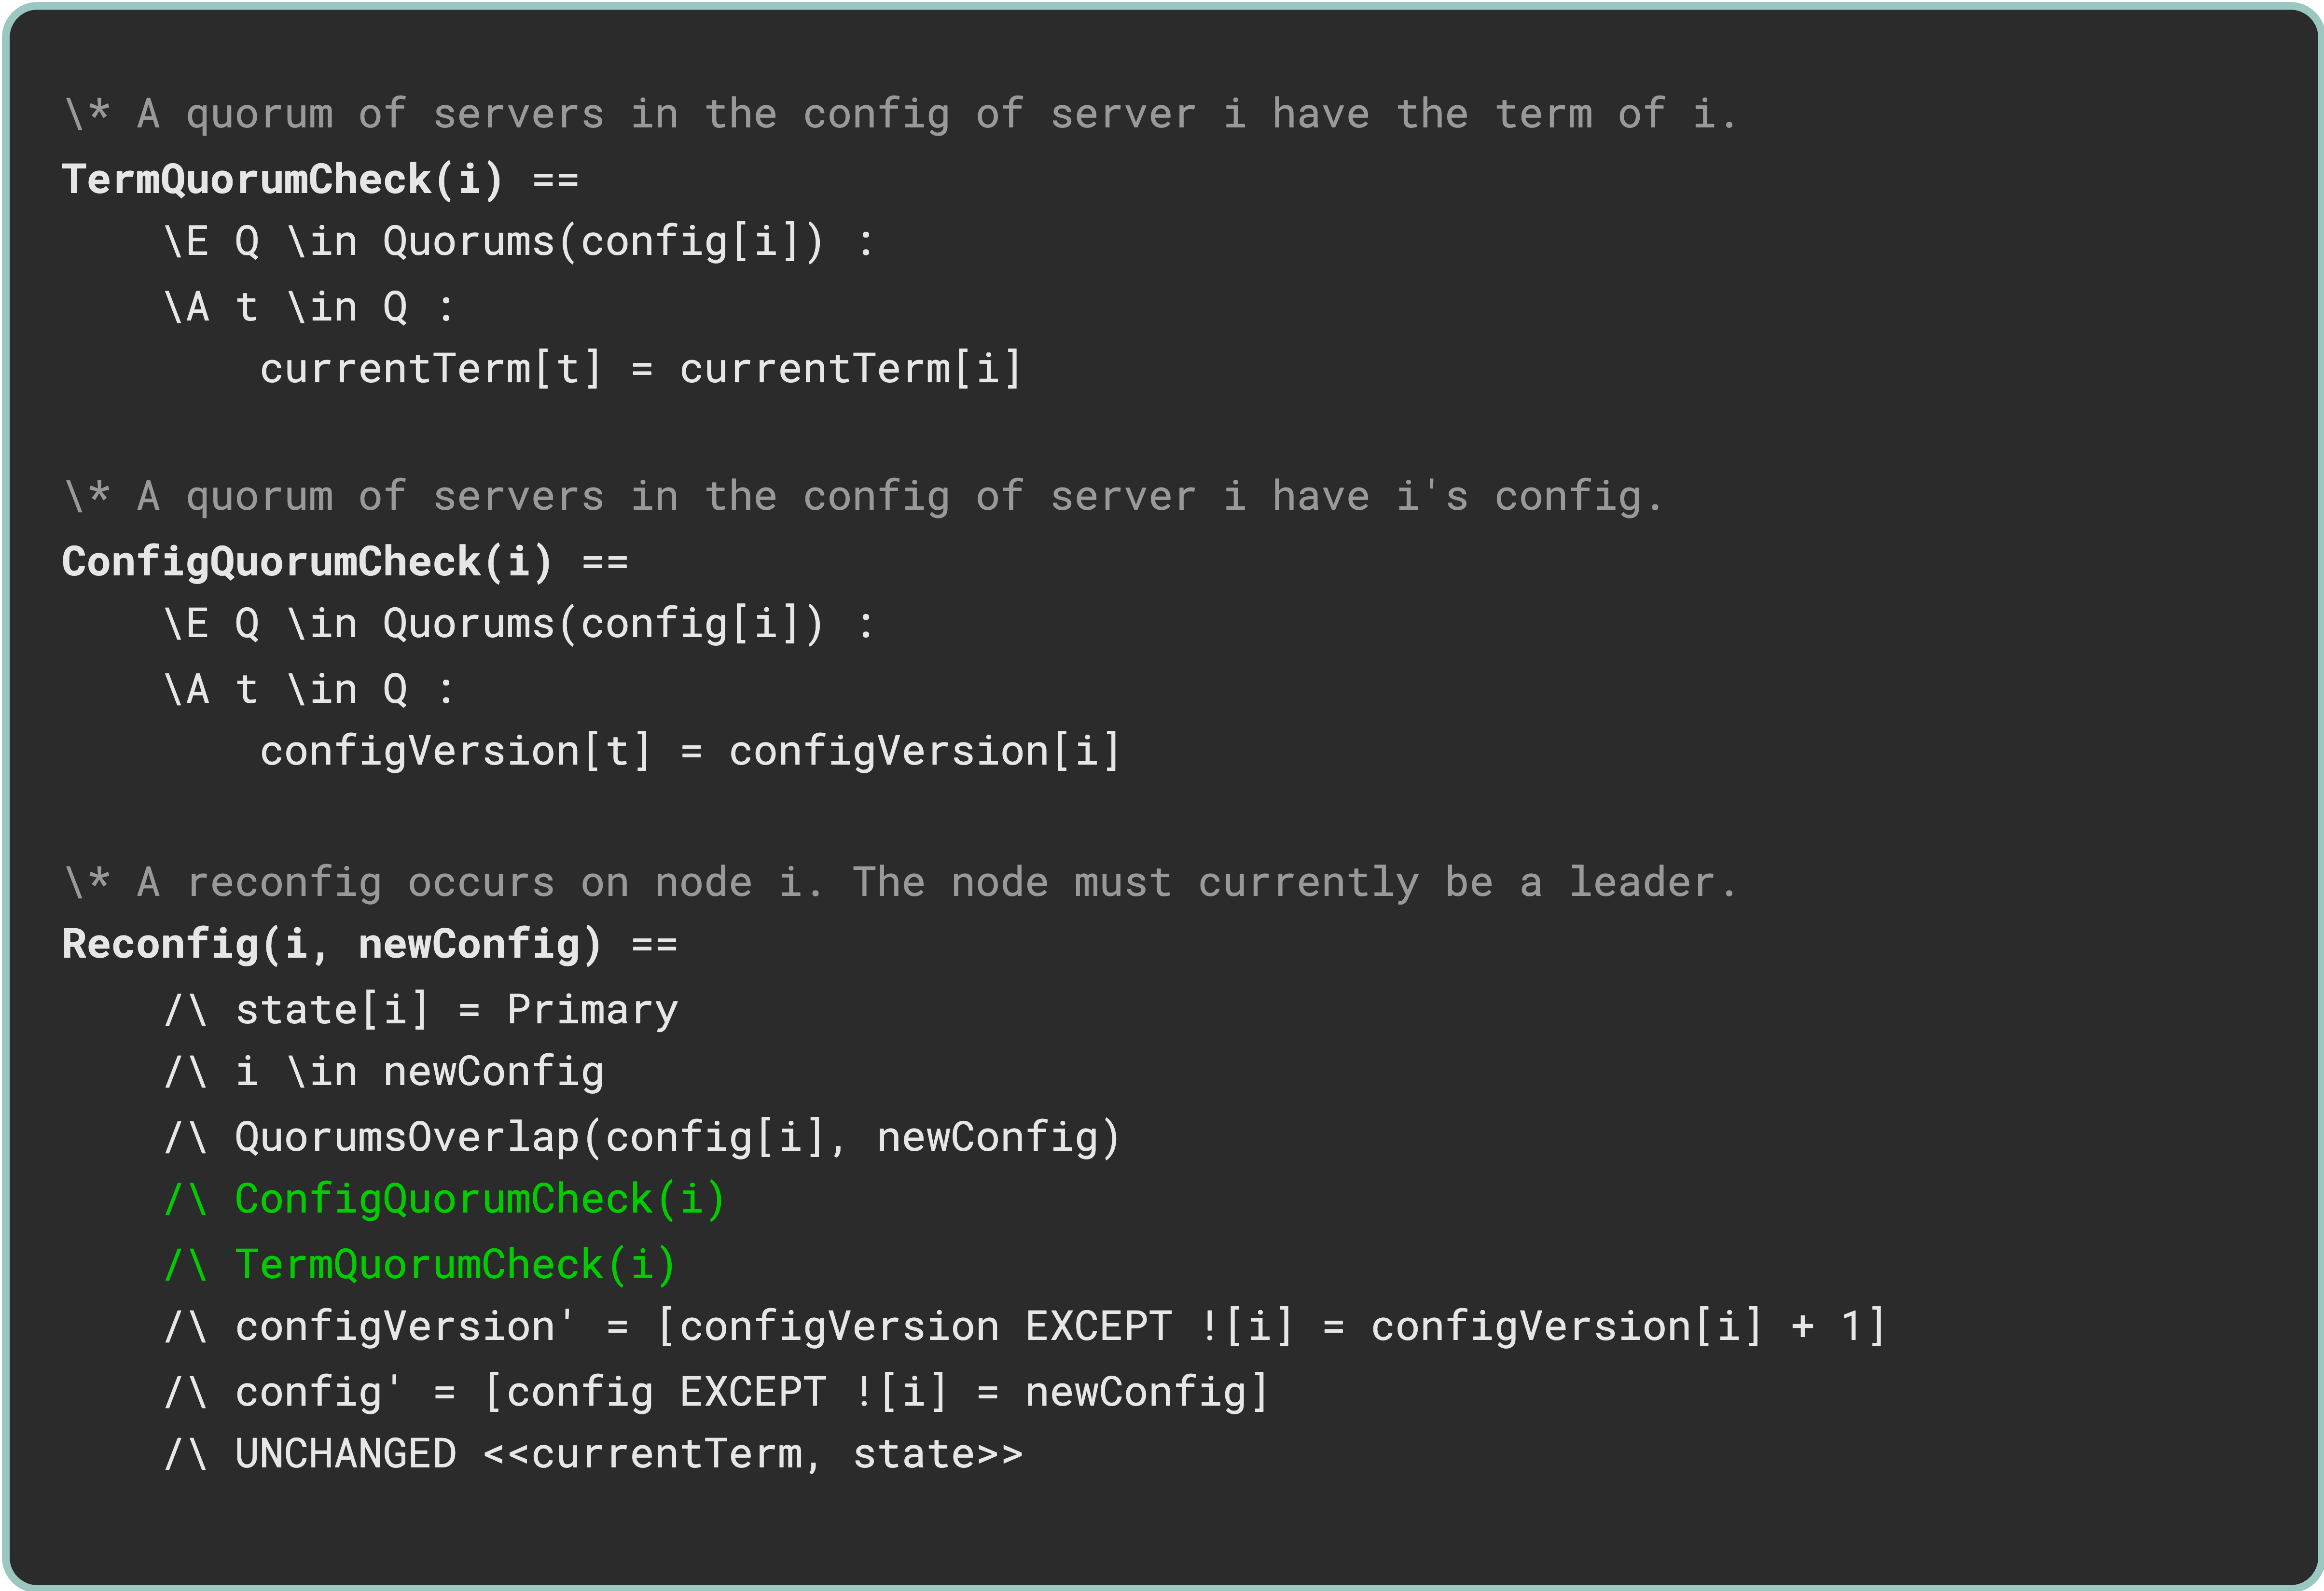 \* A quorum of servers in the config of server i have the term of i.
TermQuorumCheck(i) ==
    \E Q \in Quorums(config[i]) :
    \A t \in Q :
        currentTerm[t] = currentTerm[i]

\* A quorum of servers in the config of server i have i's config.
ConfigQuorumCheck(i) ==
    \E Q \in Quorums(config[i]) :
    \A t \in Q :
        configVersion[t] = configVersion[i]

\* A reconfig occurs on node i. The node must currently be a leader.
Reconfig(i, newConfig) ==
    /\ state[i] = Primary
    /\ i \in newConfig
    /\ QuorumsOverlap(config[i], newConfig)
    /\ ConfigQuorumCheck(i)
    /\ TermQuorumCheck(i)
    /\ configVersion' = [configVersion EXCEPT ![i] = configVersion[i] + 1]
    /\ config' = [config EXCEPT ![i] = newConfig]
    /\ UNCHANGED <<currentTerm, state>>